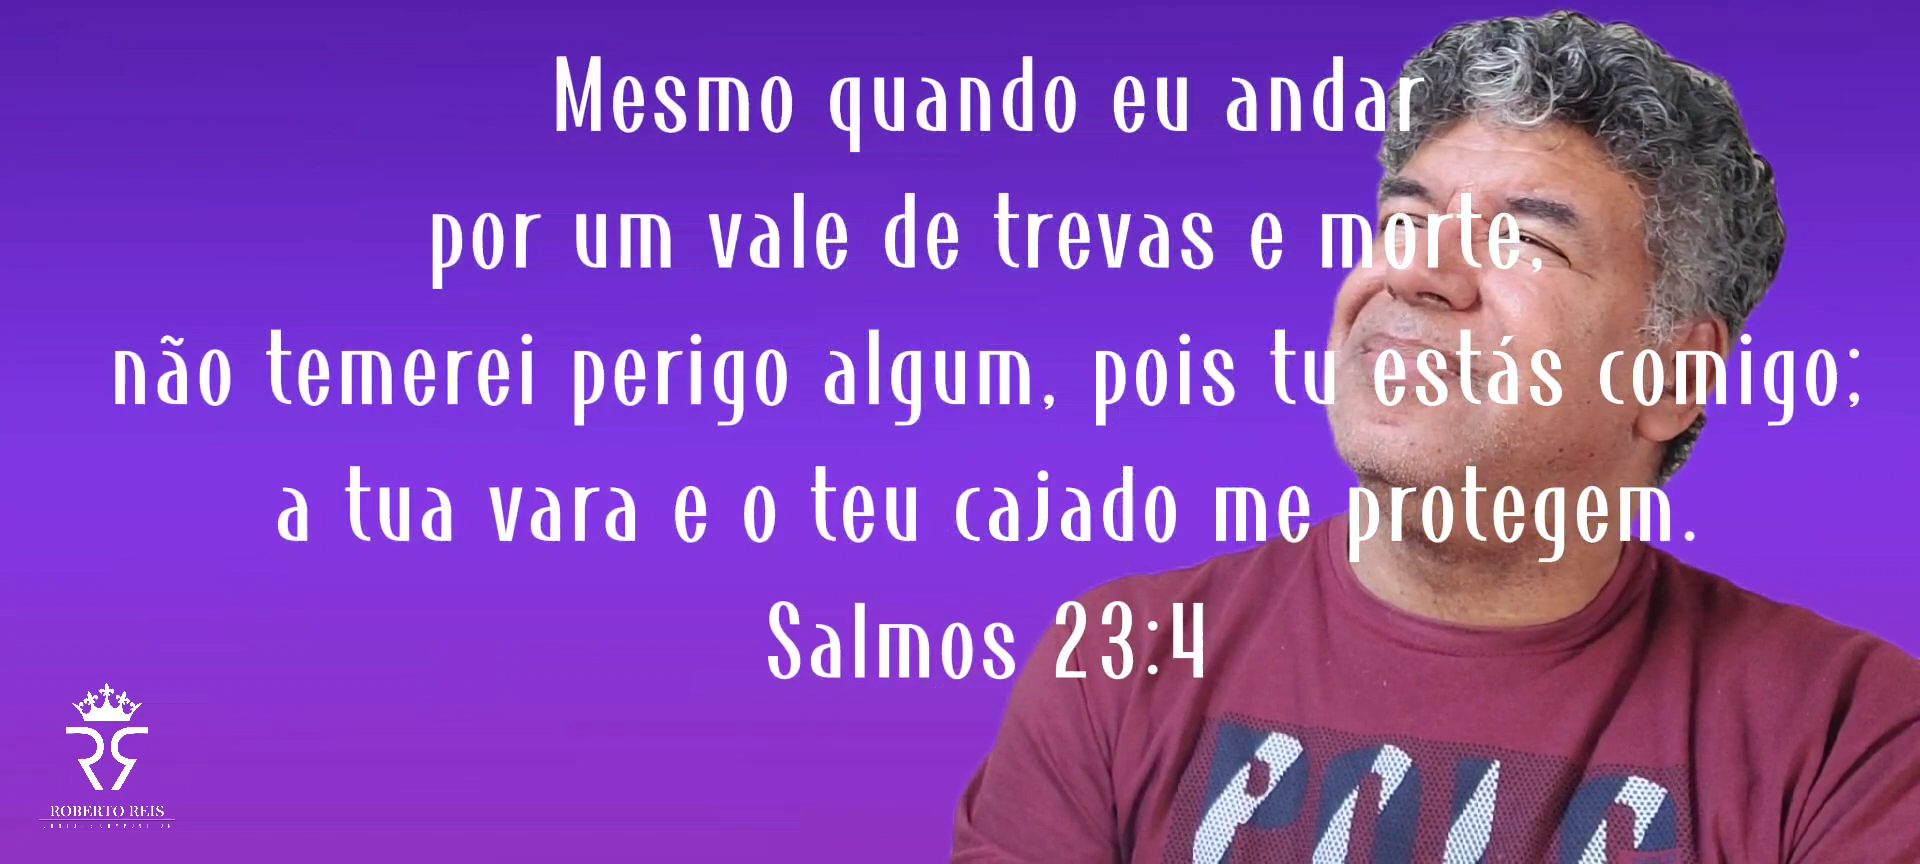 Mesmo quando eu andar
por um vale de trevas e morte,
não temerei perigo algum, pois tu estás comigo;
a tua vara e o teu cajado me protegem.
Salmos 23:4
ROBERTO REIS
POLO